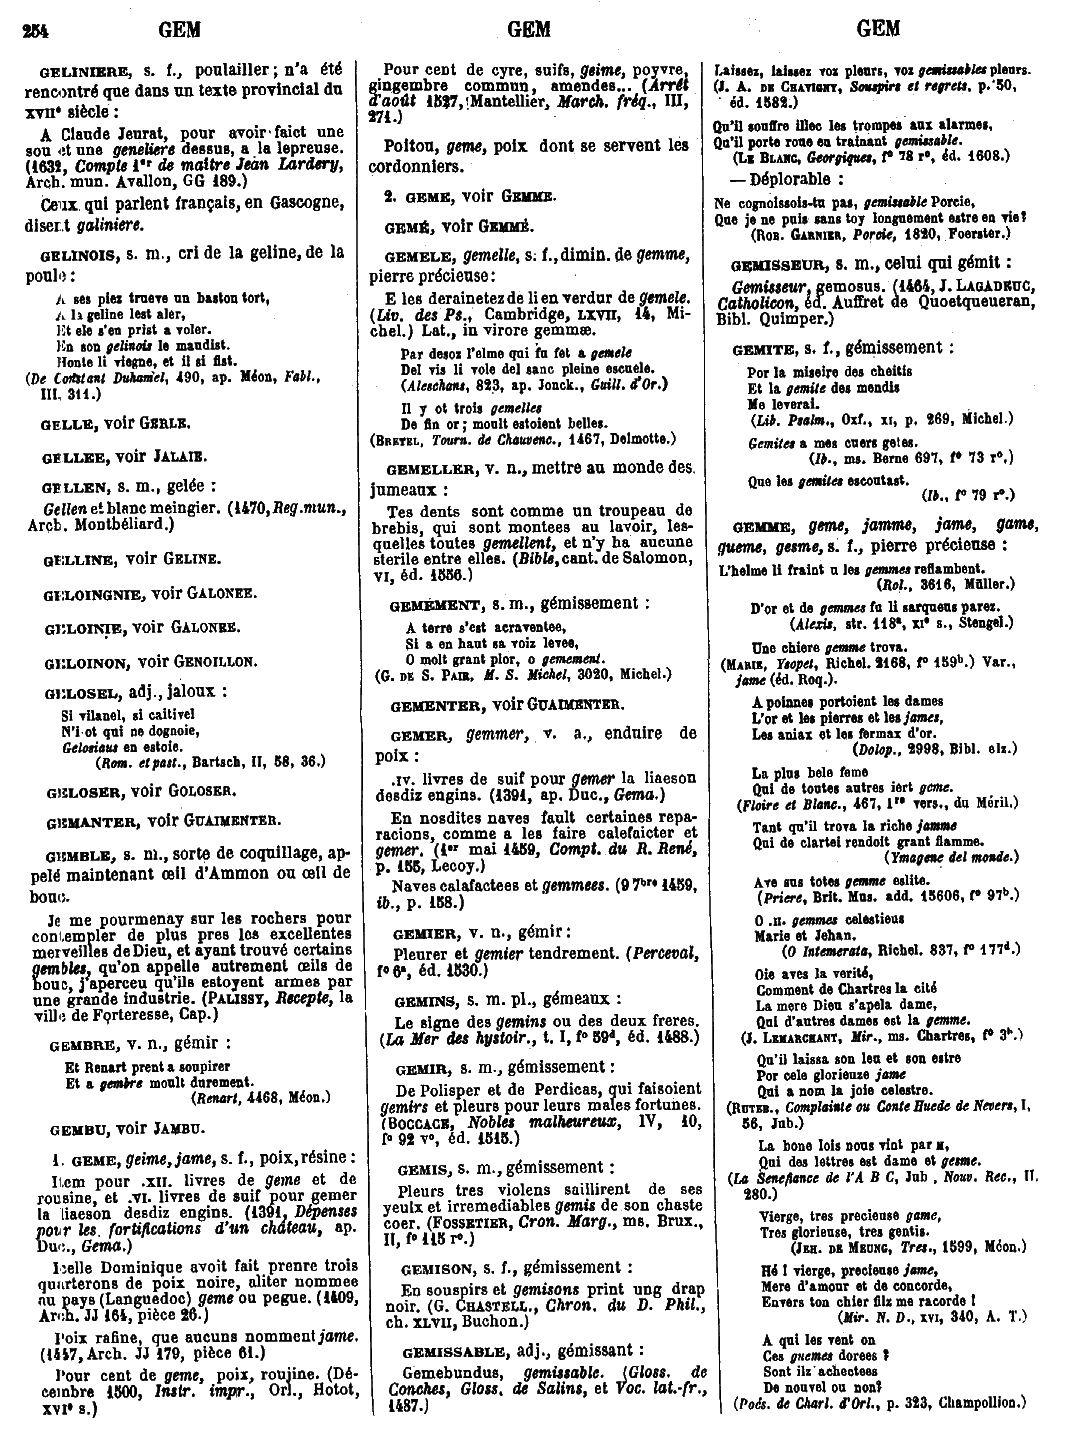 254 GEM GEM GEM
GELINIERE, s. f., poulailler; n'a été
rencontré que dans un texte provincial du
XVIIe siècle :
A Claude Jeurat, pour avoir faict une
sou et une geneliere dessus, a la lepreuse.
(1632, Compte 1er de maître Jean Lardery,
Arch. mun. Avallon, GG 189.)
Ceux qui parlent français, en Gascogne,
disent galiniere.
GELINOIS, s. m., cri de la geline, de la
poule :
A ses piez trueve un baston tort,
A la geline lest aler,
Et ele s'en prist a voler.
En son gelinois le maudist.
Honte li viegne, et il si fist.
(De Constant Duhamel, 490, ap. Méon, Fabl.,
III, 311.)
GELLE, voir GERLE.
GELLEE, voir JALAIE.
GELLEN, s. m., gelée :
Gellen et blanc meingier. (1470, Reg. mun.,
Arch. Montbéliard.)
GELLINE, voir GELINE.
GELOINGNIE, voir GALONEE.
GELOINIE, voir GALONEE.
GELOINON, voir GENOILLON.
GELOSEL, adj., jaloux :
Si vilanel, si caitivel
N'i ot qui ne dognoie,
Gelosiaus en estoie.
(Rom. et past., Bartsch, II, 58, 36.)
GELOSER, voir GOLOSER.
GEMANTER, voir GUAIMENTER.
GEMBLE, s. m., sorte de coquillage, ap-
pelé maintenant œil d'Ammon ou œil de
bouc.
Je me pourmenay sur les rochers pour
contempler de plus pres les excellentes
merveilles de Dieu, et ayant trouvé certains
gembles, qu'on appelle autrement œils de
bouc, j'aperceu qu'ils estoyent armes par
une grande industrie. (PALISSY, Recepte, la
ville de Forteresse, Cap.)
GEMBRE, v. n., gémir :
Et Renart prent a soupirer
Et a gembre moult durement.
(Renart, 4468, Méon.)
GEMBU, voir JAMBU.
1. GEME, geime, jame, s. f., poix, résine :
Item pour .XII. livres de geme et de
rousine, et .VI. livres de suif pour gemer
la liaeson desdiz engins. (1391, Dépenses
pour les fortifications d'un château, ap.
Duc., Gema.)
Icelle Dominique avoit fait prenre trois
quarterons de poix noire, aliter nommee
au pays (Languedoc) geme ou pegue. (1409,
Arch. JJ 164, pièce 26.)
Poix rafine, que aucuns nomment jame.
(1447, Arch. JJ 179, pièce 61.)
Pour cent de geme, poix, roujine. (Dé-
cembre 1500, Instr. impr., Orl., Hotot,
XVIe s.)
Pour cent de cyre, suifs, geime, poyvre,
gingembre commun, amendes... (Arrêt
d'août 1527, Mantellier, March. fréq., III,
271.)
Poitou, geme, poix dont se servent les
cordonniers.
2. GEME, voir GEMME.
GEMÉ, voir GEMMÉ.
GEMELE, gemelle, s. f., dimin. de gemme,
pierre précieuse :
E les derainetez de li en verdur de gemele.
(Liv. des Ps., Cambridge, LXVII, 14, Mi-
chel.) Lat., in virore gemmæ.
Par desoz l'elme qui fu fet a gemele
Del vis li vole del sanc pleine escuele.
(Aleschans, 823, ap. Jonck., Guill. d'Or.)
Il y ot trois gemelles
De fin or; moult estoient belles.
(BRETEL, Tourn. de Chauvenc., 1467, Delmotte.)
GEMELLER, v. n., mettre au monde des
jumeaux :
Tes dents sont comme un troupeau de
brebis, qui sont montees au lavoir, les-
quelles toutes gemellent, et n'y ha aucune
sterile entre elles. (Bible, cant. de Salomon,
VI, éd. 1556.)
GEMEMENT, s. m., gémissement :
A terre s'est acraventee,
Si a en haut sa voiz levee,
O molt grant plor, o gemement.
(G. DE S. PAIR, M. S. Michel, 3020, Michel.)
GEMENTER, voir GUAIMENTER.
GEMER, gemmer, v. a., enduire de
poix :
.IV. livres de suif pour gemer la liaeson
desdiz engins. (1391, ap. Duc., Gema.)
En nosdites naves fault certaines repa-
racions, comme a les faire calefaicter et
gemer. (1er mai 1459, Compt. du R. René,
p. 155, Lecoy.)
Naves calafactees et gemmees. (9 7bre 1459,
ib., p. 158.)
GEMIER, v. n., gémir :
Pleurer et gemier tendrement. (Perceval,
f° 6a, éd. 1530.)
GEMINS, s. m. pl., gémeaux :
Le signe des gemins ou des deux freres.
(La Mer des hystoir., t. I, f° 59d, éd. 1488.)
GEMIR, s. m., gémissement :
De Polisper et de Perdicas, qui faisoient
gemirs et pleurs pour leurs males fortunes.
(BOCCACE, Nobles malheureux, IV, 10,
f° 92 v°, éd. 1515.)
GEMIS, s. m., gémissement :
Pleurs tres violens saillirent de ses
yeulx et irremediables gemis de son chaste
coer. (FOSSETIER, Cron. Marg., ms. Brux.,
II, f° 115 r°.)
GEMISON, s. f., gémissement :
En souspirs et gemisons print ung drap
noir. (G. CHASTELL., Chron. du D. Phil.,
ch. XLVII, Buchon.)
GEMISSABLE, adj., gémissant :
Gemebundus, gemissable. (Gloss. de
Conches, Gloss. de Salins, et Voc. lat.-fr.,
1487.)
Laissez, laissez voz pleurs, voz gemissables pleurs.
(J. A. DE CHAVIGNY, Souspirs et regrets, p. 50,
éd. 1582.)
Qu'il souffre illec les trompes aux alarmes,
Qu'il porte roue en trainant gemissable.
(LE BLANC, Georgiques, f° 78 r°, éd. 1608.)
— Déplorable :
Ne cognoissois-tu pas, gemissable Porcie,
Que je ne puis sans toy longuement estre en vie?
(ROB. GARNIER, Porcie, 1820, Foerster.)
GEMISSEUR, s. m., celui qui gémit :
Gemisseur, gemosus. (1464, J. LAGADEUC,
Catholicon, éd. Auffret de Quoetqueueran,
Bibl. Quimper.)
GEMITE, s. f., gémissement :
Por la miseire des cheitis
Et la gemite des mendis
Me leverai.
(Lib. Psalm., Oxf., XI, p. 269, Michel.)
Gemites a mes cuers getes.
(Ib., ms. Berne 697, f° 73 r°.)
Que les gemites escoutast.
(Ib., f° 79 r°.)
GEMME, geme, jamme, jame, game,
gueme, gesme, s. f., pierre précieuse :
L'helme li fraint u les gemmes reflambent.
(Rol., 3616, Müller.)
D'or et de gemmes fu li sarqueus parez.
(Alexis, str. 118a, XIe s., Stengel.)
Une chiere gemme trova.
(MARIE, Ysopet, Richel. 2168, f° 159b.) Var.,
jame (éd. Roq.).
A poinnes portoient les dames
L'or et les pierres et les james,
Les aniax et les fermax d'or.
(Dolop., 2998, Bibl. elz.)
La plus bele feme
Qui de toutes autres iert geme.
(Floire et Blanc., 467, 1re vers., du Méril.)
Tant qu'il trova la riche jamme
Qui de clartei rendoit grant flamme.
(Ymagene del monde.)
Ave sus totes gemme eslite.
(Priere, Brit. Mus. add. 15606, f° 97b.)
O .II. gemmes celestieus
Marie et Jehan.
(O Intemerata, Richel. 837, f° 177d.)
Oie aves la verité,
Comment de Chartres la cité
La mere Dieu s'apela dame,
Qui d'autres dames est la gemme.
(J. LEMARCHANT, Mir., ms. Chartres, f° 3b.)
Qu'il laissa son leu et son estre
Por cele glorieuze jame
Qui a nom la joie celestre.
(RUTEB., Complainte ou Conte Huede de Nevers, I,
56, Jub.)
La bone lois nous vint par M,
Qui des lettres est dame et gesme.
(La Senefiance de l'A B C, Jub., Nouv. Rec., II,
280.)
Vierge, tres precieuse game,
Tres glorieuse, tres gentis.
(JEH. DE MEUNG, Tres., 1599, Méon.)
Hé! vierge, precieuse jame,
Mere d'amour et de concorde,
Envers ton chier filz me racorde!
(Mir. N. D., XVI, 340, A. T.)
A qui les vent on
Ces guemes dorees?
Sont ilz achectees
De nouvel ou non?
(Poés. de Charl. d'Orl., p. 323, Champollion.)